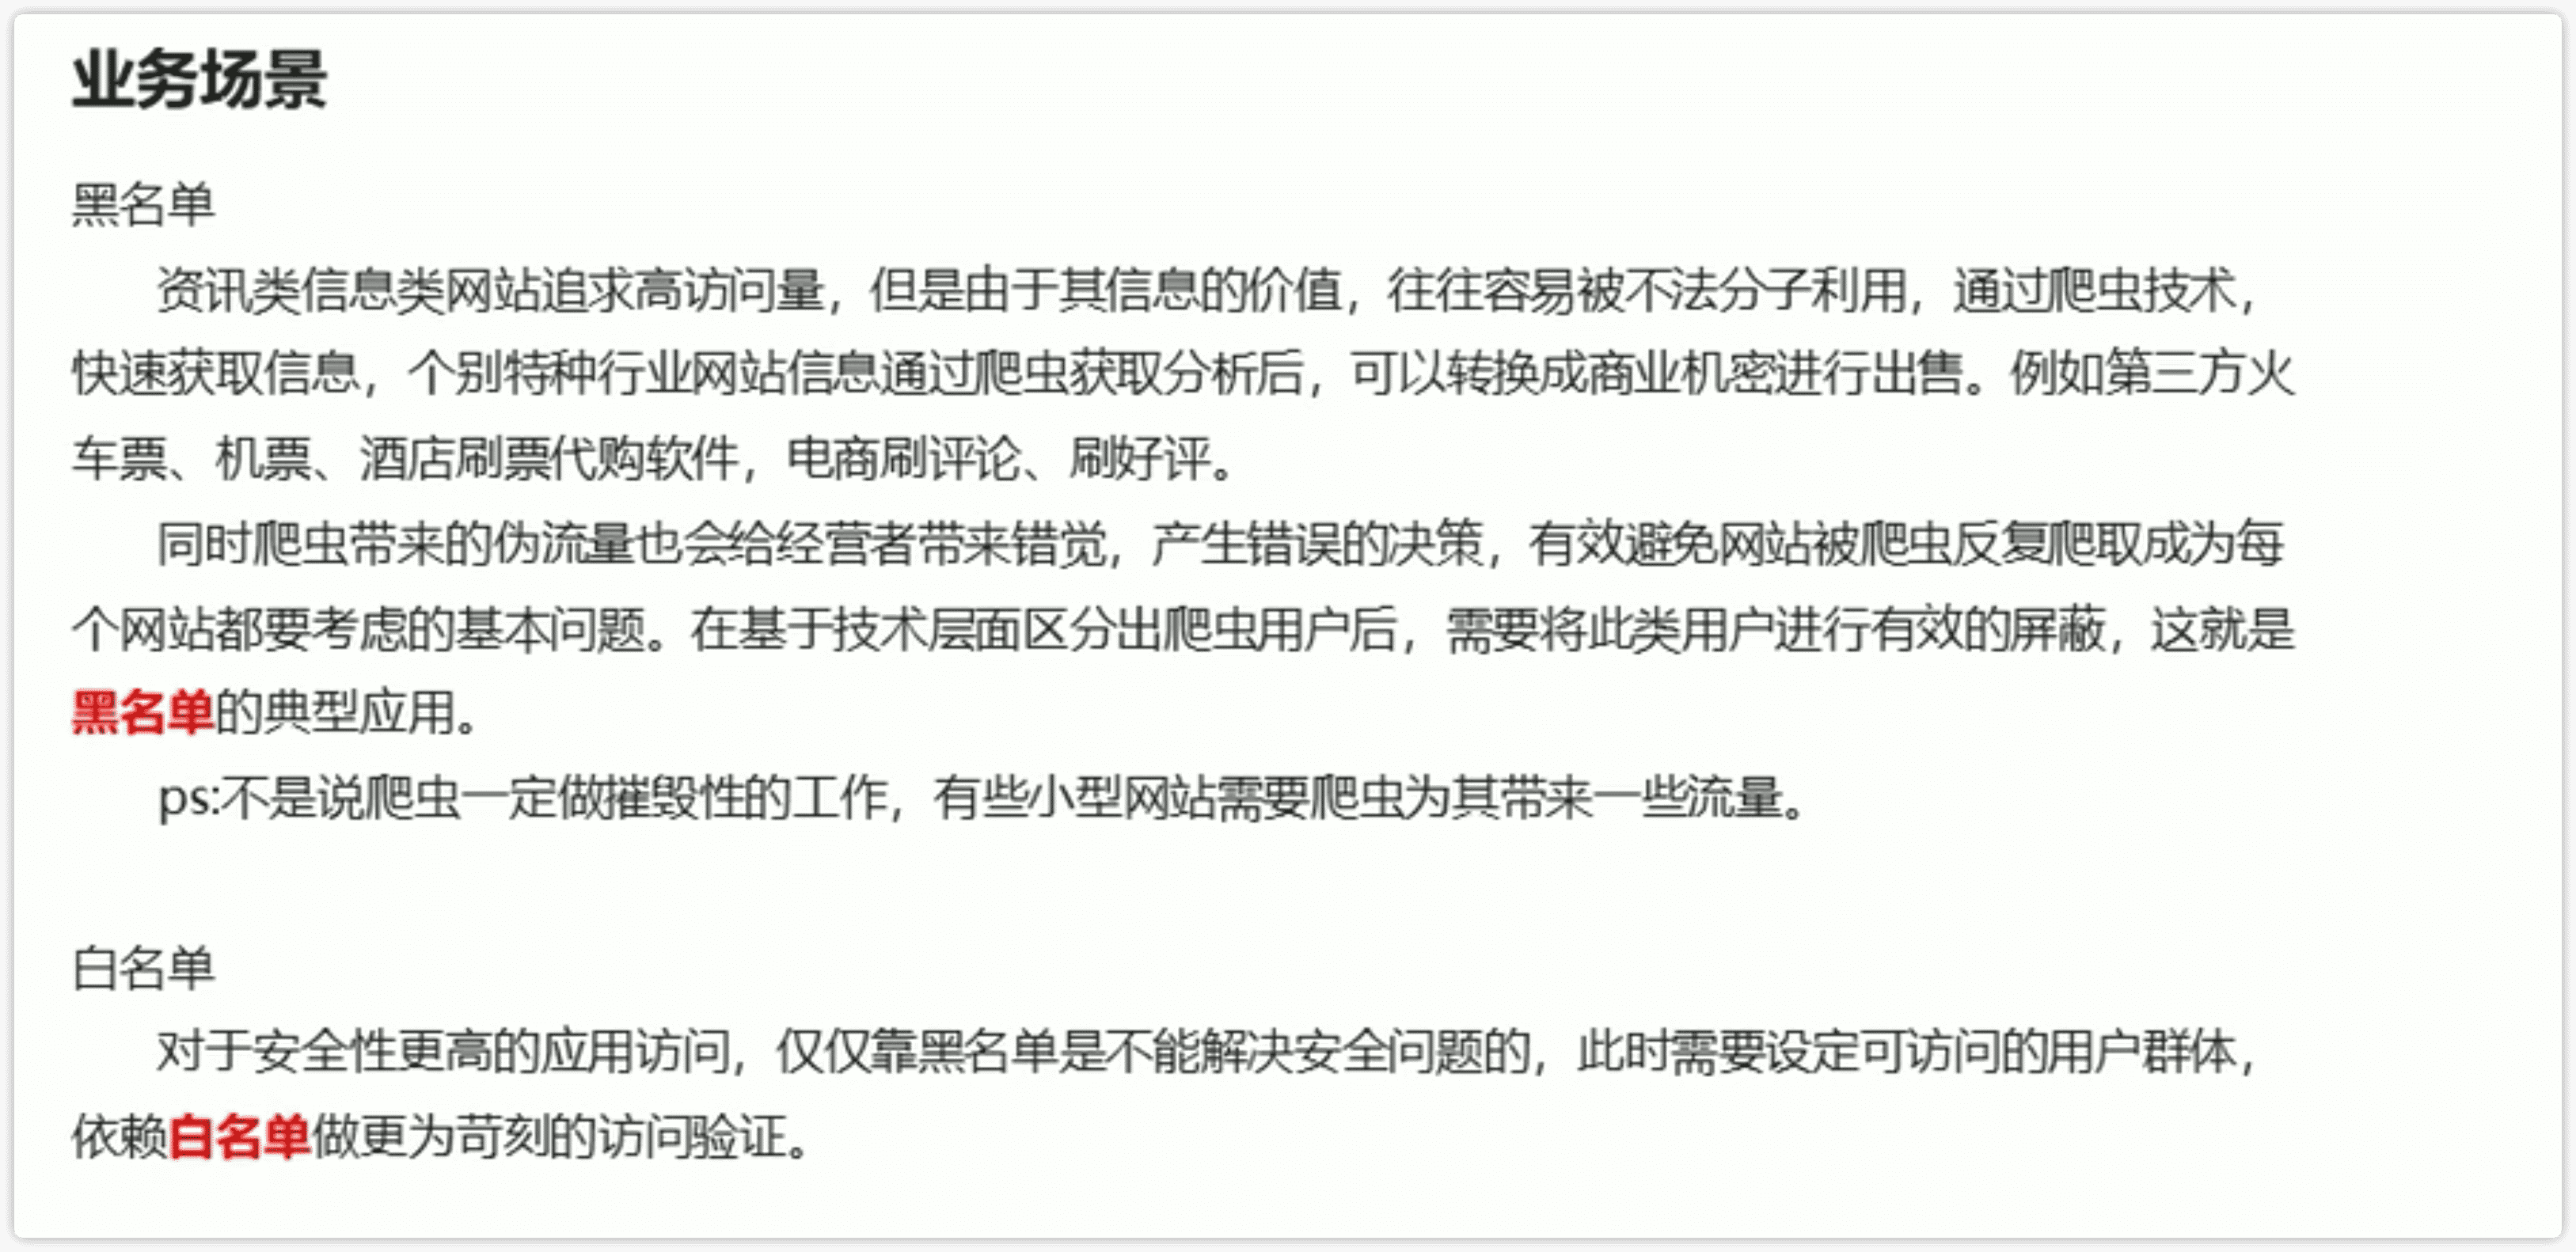 业务场景
黑名单
资讯类信息类网站追求高访问量，但是由于其信息的价值，往往容易被不法分子利用，通过爬虫技术，
快速获取信息，个别特种行业网站信息通过爬虫获取分析后，可以转换成商业机密进行出售。例如第三方火
车票、机票、酒店刷票代购软件，电商刷评论、刷好评。
同时爬虫带来的伪流量也会给经营者带来错觉，产生错误的决策，有效避免网站被爬虫反复爬取成为每
个网站都要考虑的基本问题。在基于技术层面区分出爬虫用户后，需要将此类用户进行有效的屏蔽，这就是
黑名单的典型应用。
ps:不是说爬虫一定做摧毁性的工作，有些小型网站需要爬虫为其带来一些流量。
白名单
对于安全性更高的应用访问，仅仅靠黑名单是不能解决安全问题的，此时需要设定可访问的用户群体，
依赖白名单做更为苛刻的访问验证。